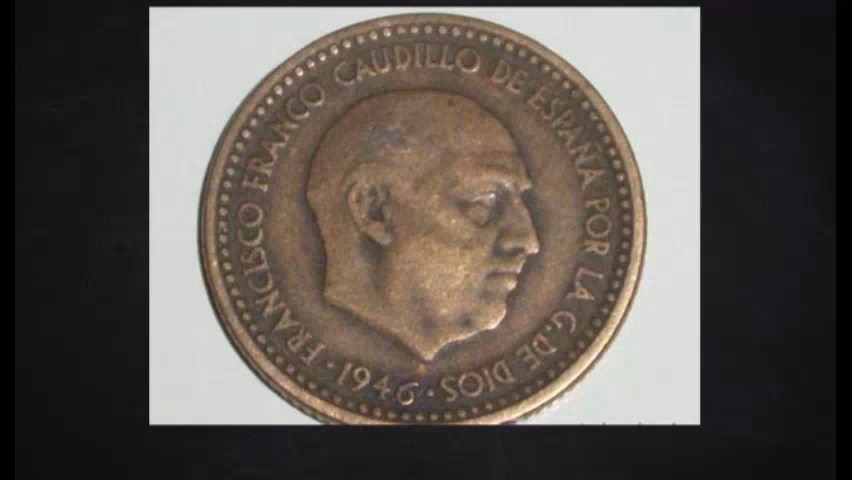 FRANCISCO FRANCO CAUDILLO DE ESPAÑA POR LA G. DE DIOS · 1946 ·